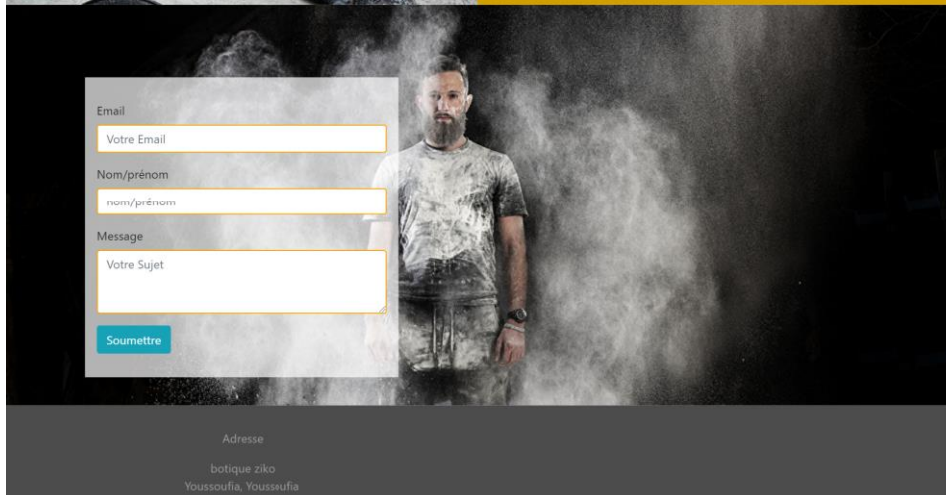 Email
Votre Email
Nom/prénom
nom/prénom
Message
Votre Sujet
Soumettre
Adresse
botique ziko
Youssoufia, Youssoufia